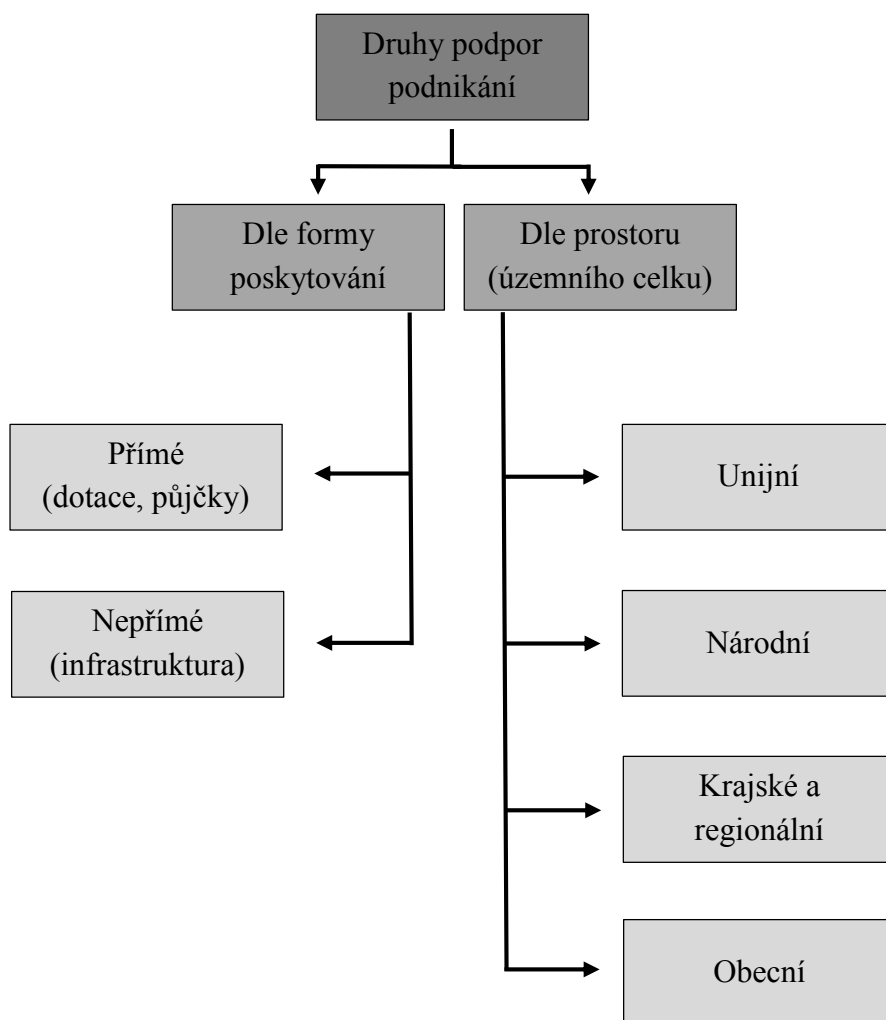 Druhy podpor
podnikání
Dle formy
poskytování
Dle prostoru
(územního celku)
Přímé
(dotace, půjčky)
Nepřímé
(infrastruktura)
Unijní
Národní
Krajské a
regionální
Obecní